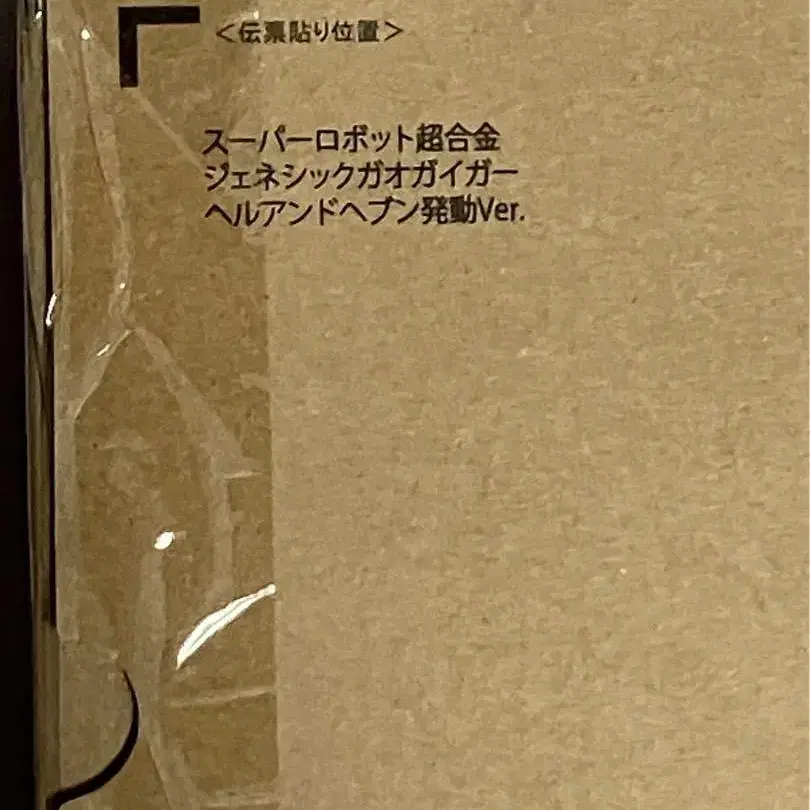 ＜伝票貼り位置＞
スーパーロボット超合金
ジェネシックガオガイガー
ヘルアンドヘブン発動Ver.